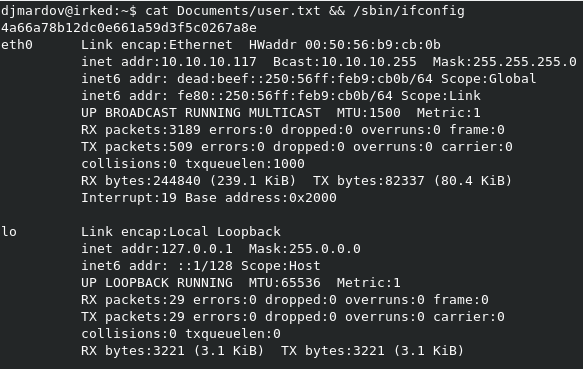 djmardov@irked:~$ cat Documents/user.txt && /sbin/ifconfig
4a66a78b12dc0e661a59d3f5c0267a8e
eth0      Link encap:Ethernet  HWaddr 00:50:56:b9:cb:0b
          inet addr:10.10.10.117  Bcast:10.10.10.255  Mask:255.255.255.0
          inet6 addr: dead:beef::250:56ff:feb9:cb0b/64 Scope:Global
          inet6 addr: fe80::250:56ff:feb9:cb0b/64 Scope:Link
          UP BROADCAST RUNNING MULTICAST  MTU:1500  Metric:1
          RX packets:3189 errors:0 dropped:0 overruns:0 frame:0
          TX packets:509 errors:0 dropped:0 overruns:0 carrier:0
          collisions:0 txqueuelen:1000
          RX bytes:244840 (239.1 KiB)  TX bytes:82337 (80.4 KiB)
          Interrupt:19 Base address:0x2000

lo        Link encap:Local Loopback
          inet addr:127.0.0.1  Mask:255.0.0.0
          inet6 addr: ::1/128 Scope:Host
          UP LOOPBACK RUNNING  MTU:65536  Metric:1
          RX packets:29 errors:0 dropped:0 overruns:0 frame:0
          TX packets:29 errors:0 dropped:0 overruns:0 carrier:0
          collisions:0 txqueuelen:0
          RX bytes:3221 (3.1 KiB)  TX bytes:3221 (3.1 KiB)